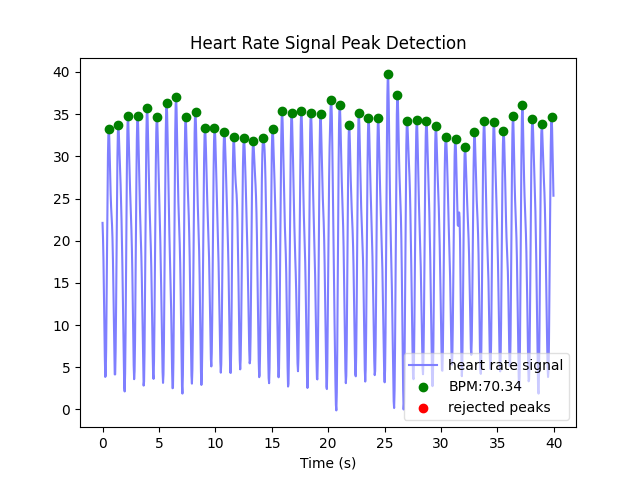 Heart Rate Signal Peak Detection
40
35
30
25
20
15
10
5
0
heart rate signal
BPM:70.34
rejected peaks
0 5 10 15 20 25 30 35 40
Time (s)